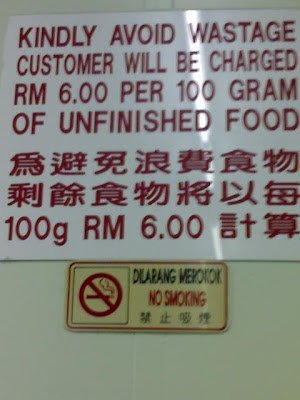 KINDLY AVOID WASTAGE
CUSTOMER WILL BE CHARGED
RM 6.00 PER 100 GRAM
OF UNFINISHED FOOD
為避免浪費食物
剩餘食物將以每
100g RM 6.00 計算
DILARANG MEROKOK
NO SMOKING
禁止吸煙